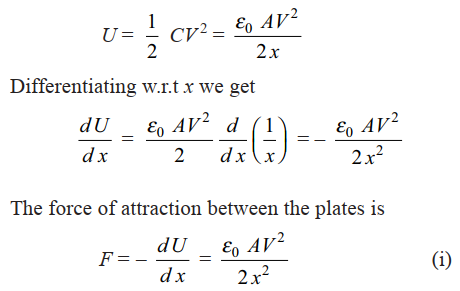 U = 1/2 CV² = ε₀ AV² / 2x
Differentiating w.r.t x we get
dU/dx = ε₀ AV²/2 d/dx (1/x) = − ε₀ AV²/2x²
The force of attraction between the plates is
F = − dU/dx = ε₀ AV²/2x² (i)